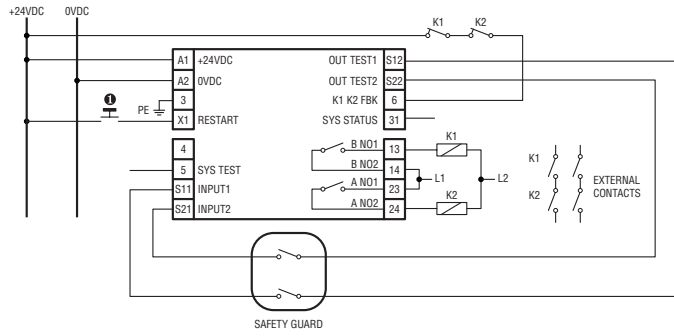 +24VDC 0VDC
K1 K2
A1 +24VDC OUT TEST1 S12
A2 0VDC OUT TEST2 S22
❶ PE 3 K1 K2 FBK 6
X1 RESTART SYS STATUS 31
4 B NO1 13 K1
5 SYS TEST B NO2 14 L1 L2
S11 INPUT1 A NO1 23
S21 INPUT2 A NO2 24 K2
K1
K2
EXTERNAL
CONTACTS
SAFETY GUARD